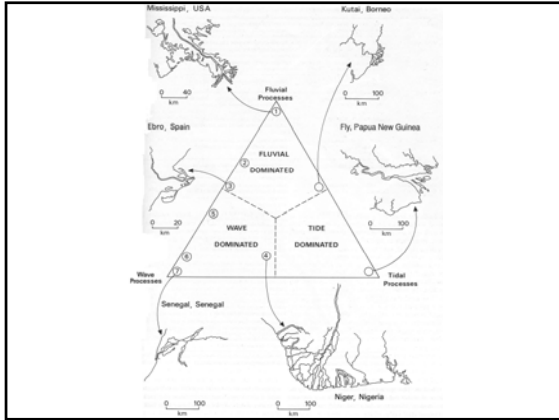 Mississippi, USA
Kutai, Borneo
0 40
km
Fluvial
Processes
0 100
km
1
Ebro, Spain
Fly, Papua New Guinea
2
FLUVIAL
DOMINATED
3
0 20
km
5
0 100
km
WAVE
DOMINATED
TIDE
DOMINATED
6
4
7
Wave
Processes
Tidal
Processes
Senegal, Senegal
0 100
km
0 100
km
Niger, Nigeria